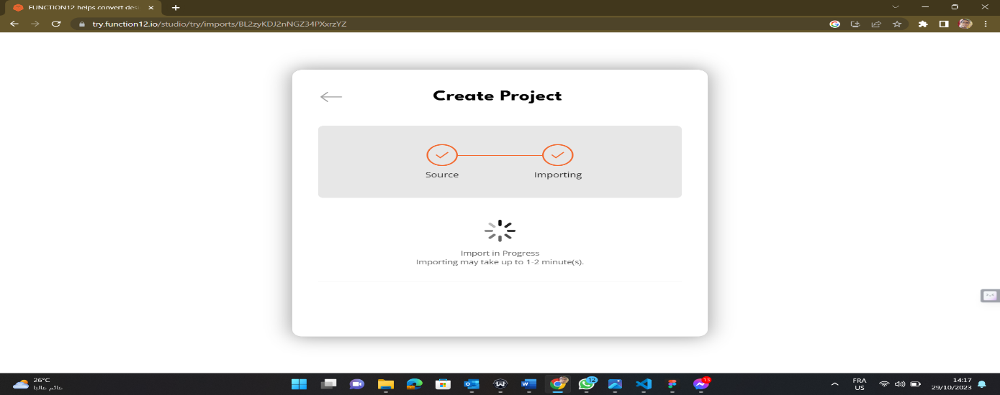 FUNCTION12 helps convert des
try.function12.io/studio/try/imports/BL2zyKDJ2nNGZ34PXxrzYZ
Create Project
Source
Importing
Import in Progress
Importing may take up to 1-2 minute(s).
26°C
غائم غالبا
12
13
FRA
US
14:17
29/10/2023